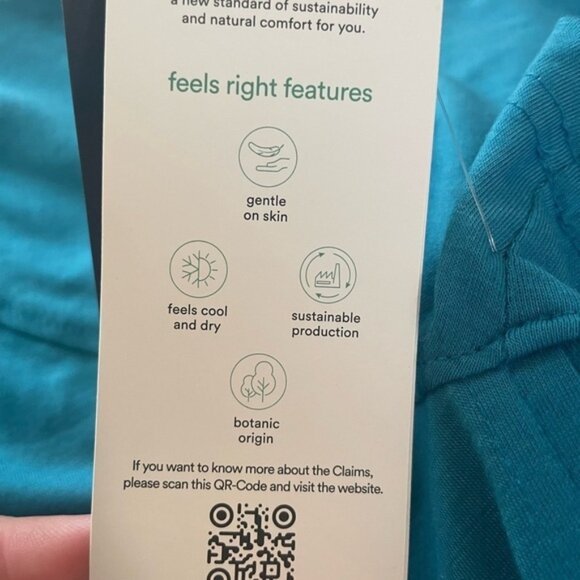 a new standard of sustainability
and natural comfort for you.
feels right features
gentle
on skin
feels cool
and dry
sustainable
production
botanic
origin
If you want to know more about the Claims,
please scan this QR-Code and visit the website.